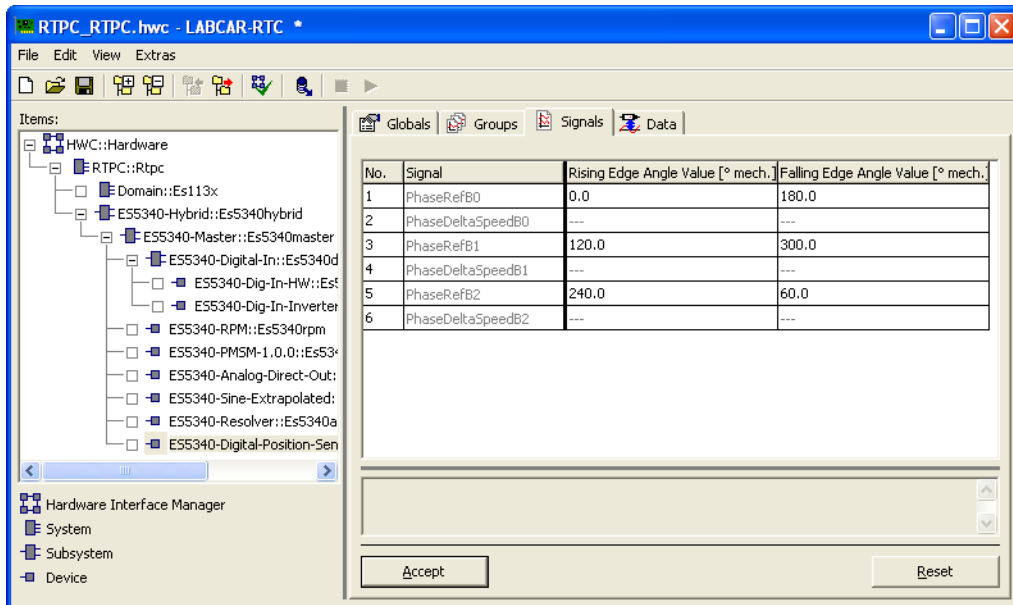 RTPC_RTPC.hwc - LABCAR-RTC *
File Edit View Extras
Items:
HWC::Hardware
RTPC::Rtpc
Domain::Es113x
ES5340-Hybrid::Es5340hybrid
ES5340-Master::Es5340master
ES5340-Digital-In::Es5340d
ES5340-Dig-In-HW::Es5
ES5340-Dig-In-Inverter
ES5340-RPM::Es5340rpm
ES5340-PMSM-1.0.0::Es534
ES5340-Analog-Direct-Out:
ES5340-Sine-Extrapolated:
ES5340-Resolver::Es5340a
ES5340-Digital-Position-Sen
Hardware Interface Manager
System
Subsystem
Device
Globals Groups Signals Data
No. Signal Rising Edge Angle Value [° mech.] Falling Edge Angle Value [° mech.]
1 PhaseRefB0 0.0 180.0
2 PhaseDeltaSpeedB0 --- ---
3 PhaseRefB1 120.0 300.0
4 PhaseDeltaSpeedB1 --- ---
5 PhaseRefB2 240.0 60.0
6 PhaseDeltaSpeedB2 --- ---
Accept Reset